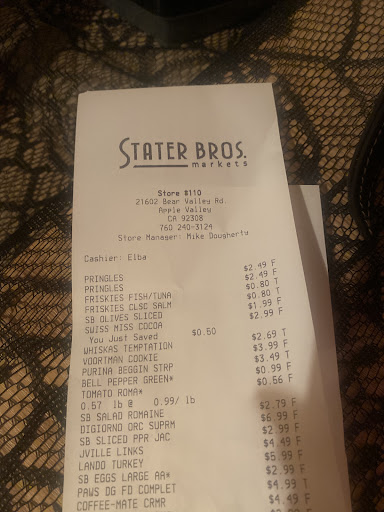 STATER BROS.
markets
Store #110
21602 Bear Valley Rd.
Apple Valley
CA 92308
760 240-3124
Store Manager: Mike Dougherty
Cashier: Elba
PRINGLES $2.49 F
PRINGLES $2.49 F
FRISKIES FISH/TUNA $0.80 T
FRISKIES CLSC SALM $0.80 T
SB OLIVES SLICED $1.99 F
SWISS MISS COCOA $2.99 F
You Just Saved $0.50
WHISKAS TEMPTATION $2.69 T
VOORTMAN COOKIE $3.99 F
PURINA BEGGIN STRP $3.49 T
BELL PEPPER GREEN* $0.99 F
TOMATO ROMA* $0.56 F
0.57 lb @ 0.99/ lb
SB SALAD ROMAINE $2.79 F
DIGIORNO ORC SUPRM $6.99 F
SB SLICED PPR JAC $2.99 F
JVILLE LINKS $4.49 F
LANDO TURKEY $5.99 F
SB EGGS LARGE AA* $2.99 F
PAWS DG FD COMPLET $4.99 T
COFFEE-MATE CRMR $4.49 F